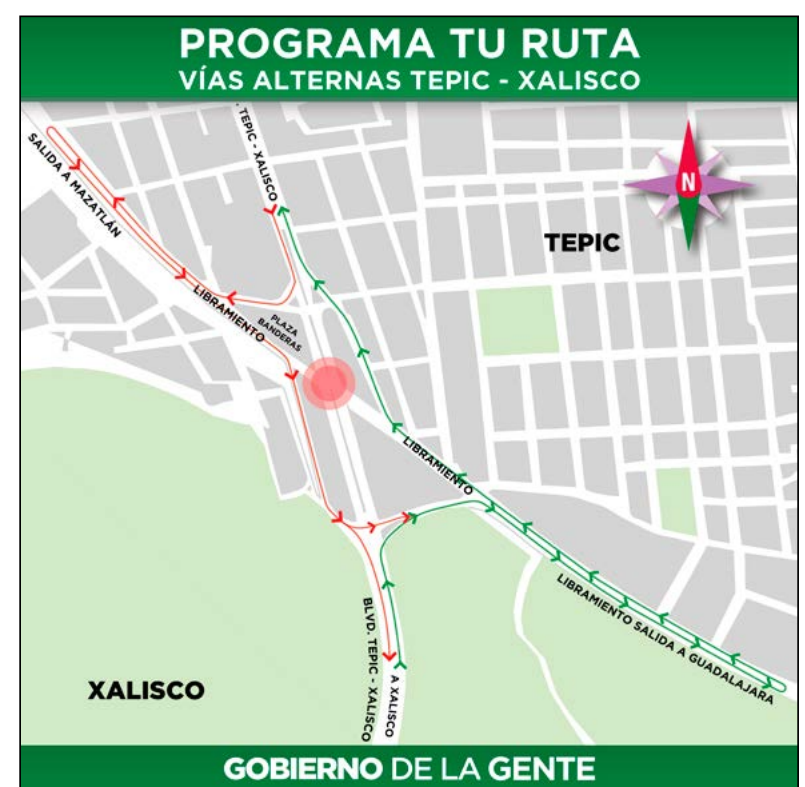 PROGRAMA TU RUTA
VÍAS ALTERNAS TEPIC - XALISCO
. TEPIC - XALISCO
SALIDA A MAZATLÁN
N
TEPIC
LIBRAMIENTO
PLAZA
BANDERAS
LIBRAMIENTO
LIBRAMIENTO SALIDA A GUADALAJARA
BLVD. TEPIC - XALISCO
A XALISCO
XALISCO
GOBIERNO DE LA GENTE